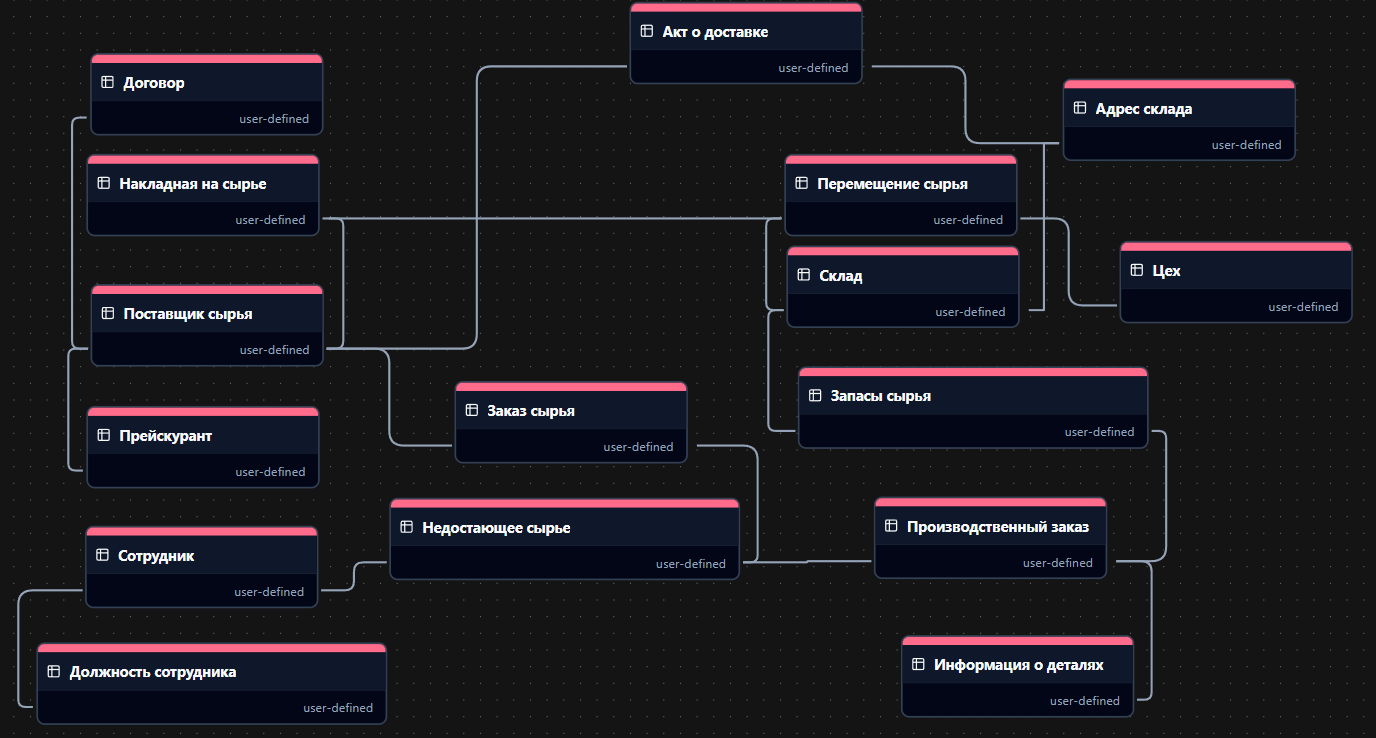 Акт о доставке
user-defined
Договор
user-defined
Адрес склада
user-defined
Накладная на сырье
user-defined
Перемещение сырья
user-defined
Склад
user-defined
Цех
user-defined
Поставщик сырья
user-defined
Заказ сырья
user-defined
Запасы сырья
user-defined
Прейскурант
user-defined
Сотрудник
user-defined
Недостающее сырье
user-defined
Производственный заказ
user-defined
Должность сотрудника
user-defined
Информация о деталях
user-defined